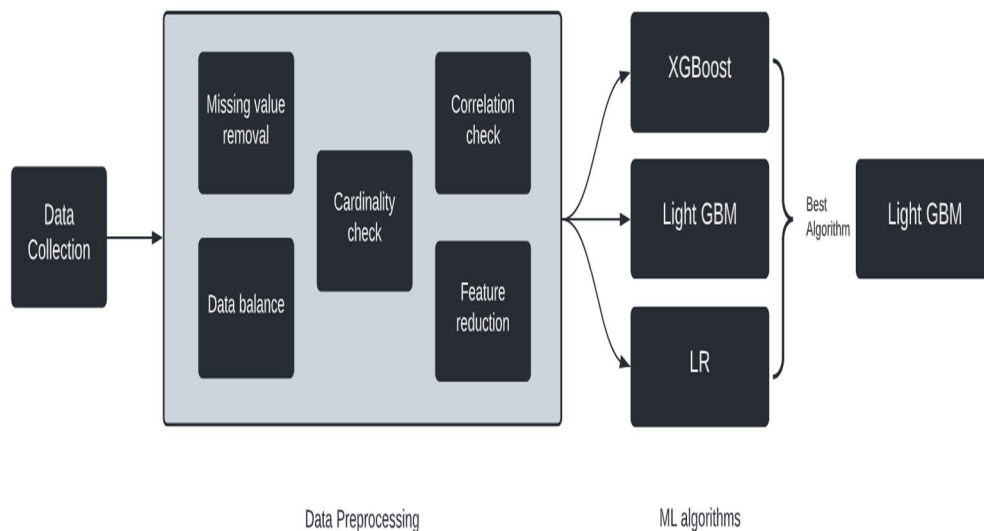 Data
Collection
Missing value
removal
Data balance
Cardinality
check
Correlation
check
Feature
reduction
XGBoost
Light GBM
LR
Best
Algorithm
Light GBM
Data Preprocessing
ML algorithms